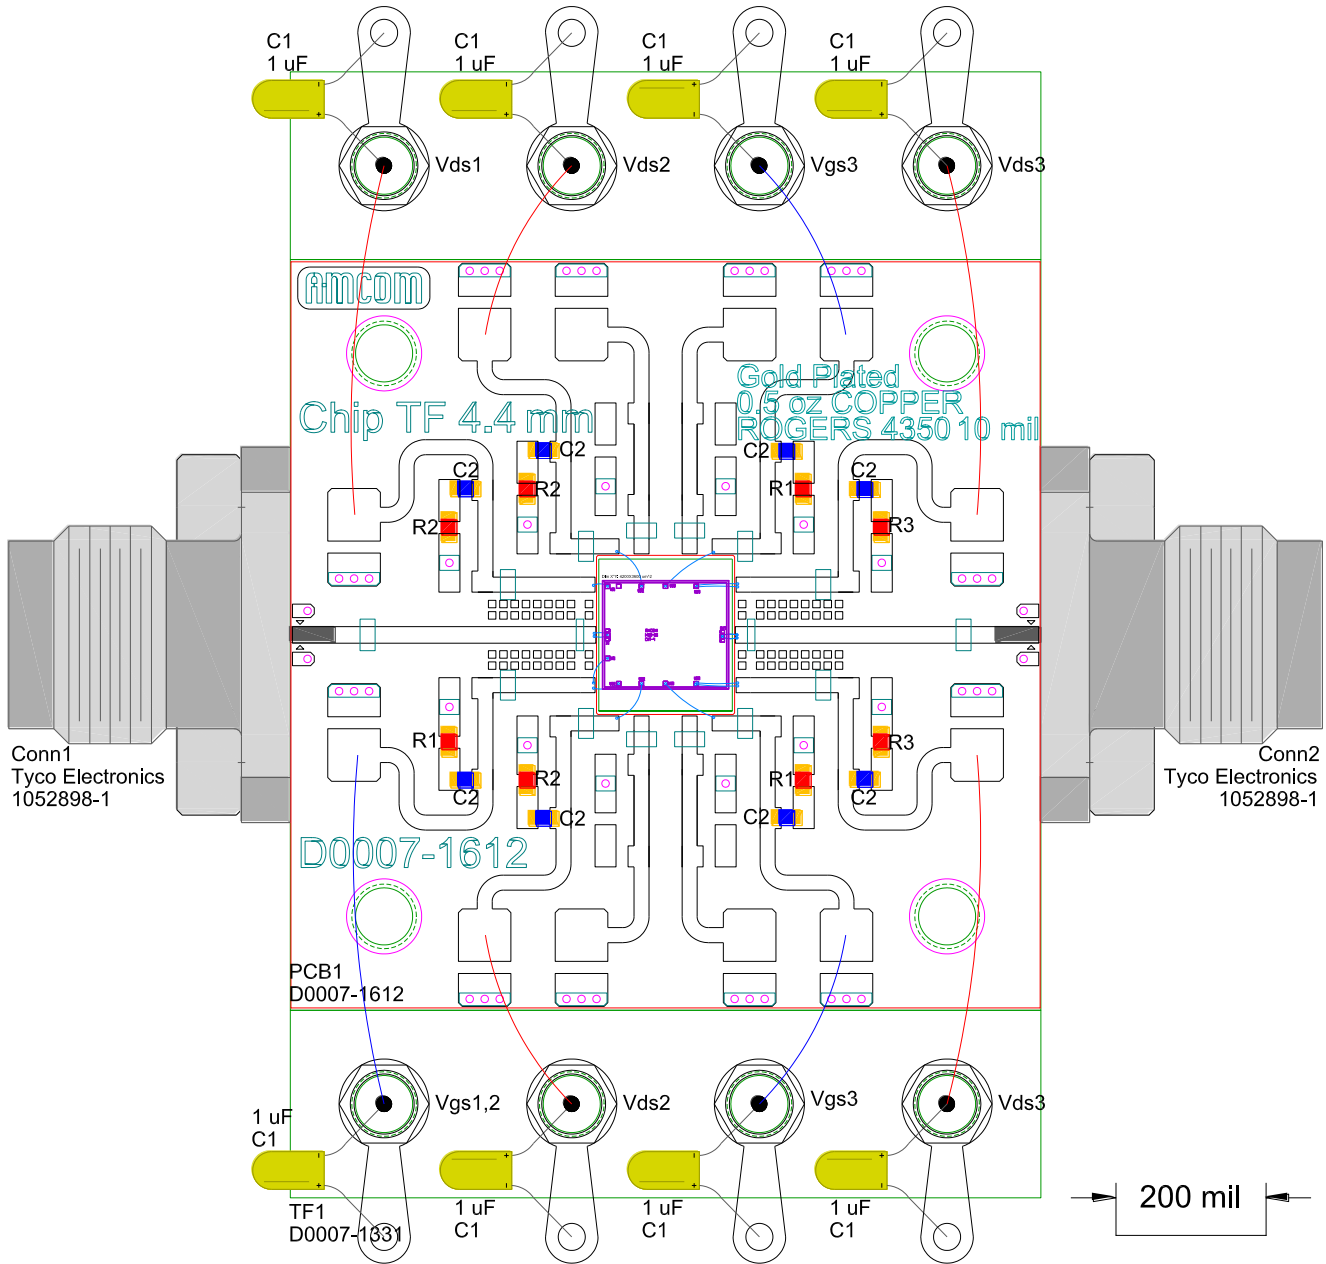 C1
1 uF
C1
1 uF
C1
1 uF
C1
1 uF
Vds1
Vds2
Vgs3
Vds3
AMCOM
Gold Plated
0.5 oz COPPER
ROGERS 4350 10 mil
Chip TF 4.4 mm
C2
C2
C2
C2
R2
R1
R2
R3
Conn1
Tyco Electronics
1052898-1
Conn2
Tyco Electronics
1052898-1
R1
R3
R2
R1
C2
C2
C2
C2
D0007-1612
PCB1
D0007-1612
Vgs1,2
Vds2
Vgs3
Vds3
1 uF
C1
1 uF
C1
1 uF
C1
1 uF
C1
TF1
D0007-1331
200 mil